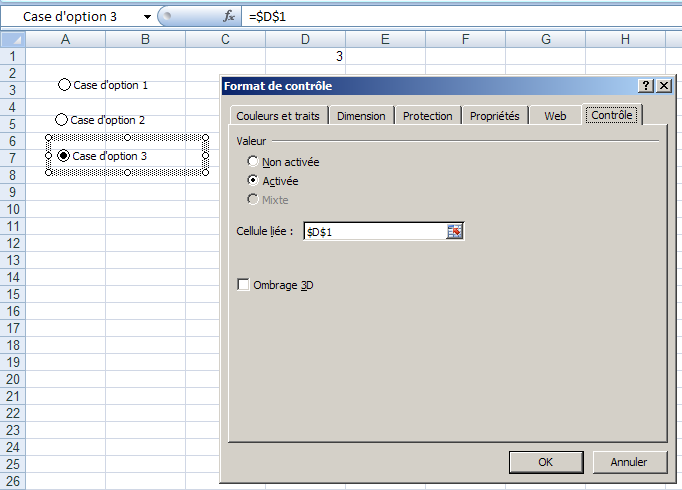 Case d'option 3 fx =$D$1
A B C D E F G H
1 3
2
3 Case d'option 1
4
5 Case d'option 2
6
7 Case d'option 3
8
9
10
11
12
13
14
15
16
17
18
19
20
21
22
23
24
25
26
Format de contrôle
Couleurs et traits Dimension Protection Propriétés Web Contrôle
Valeur
Non activée
Activée
Mixte
Cellule liée : $D$1
Ombrage 3D
OK Annuler